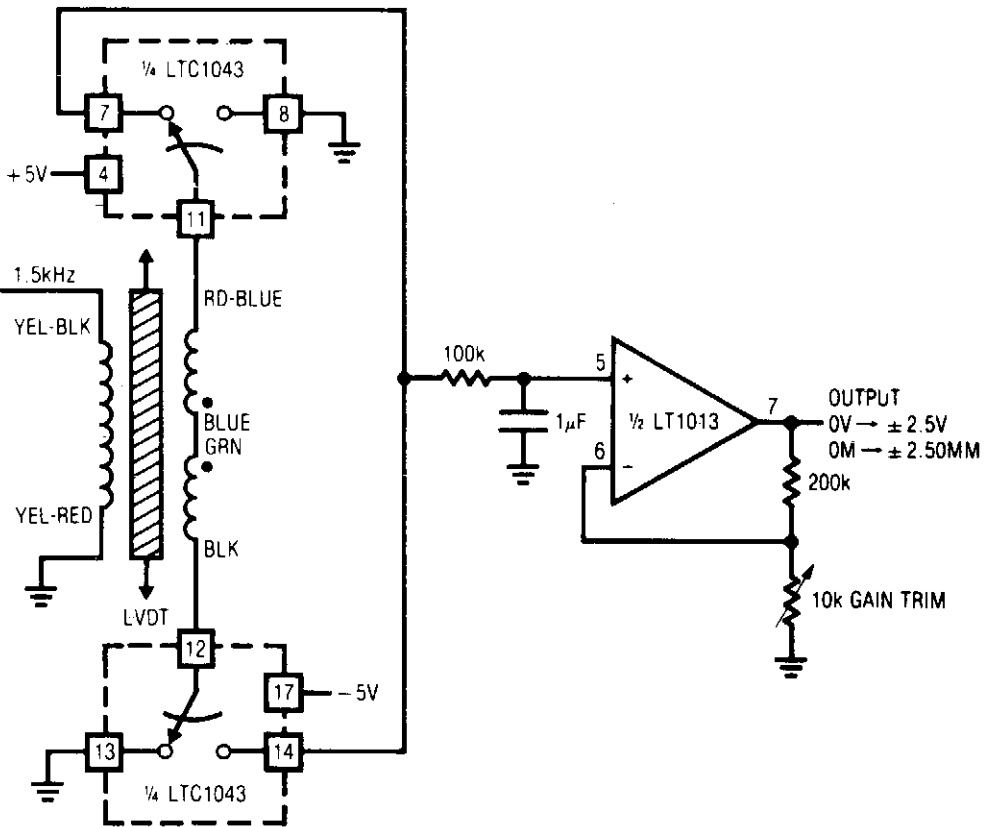 ¼ LTC1043
7
8
+5V
4
11
1.5kHz
RD-BLUE
YEL-BLK
BLUE
GRN
YEL-RED
BLK
LVDT
12
17
-5V
13
14
¼ LTC1043
100k
1µF
5
+
½ LT1013
6
-
7
OUTPUT
0V → ± 2.5V
0M → ± 2.50MM
200k
10k GAIN TRIM